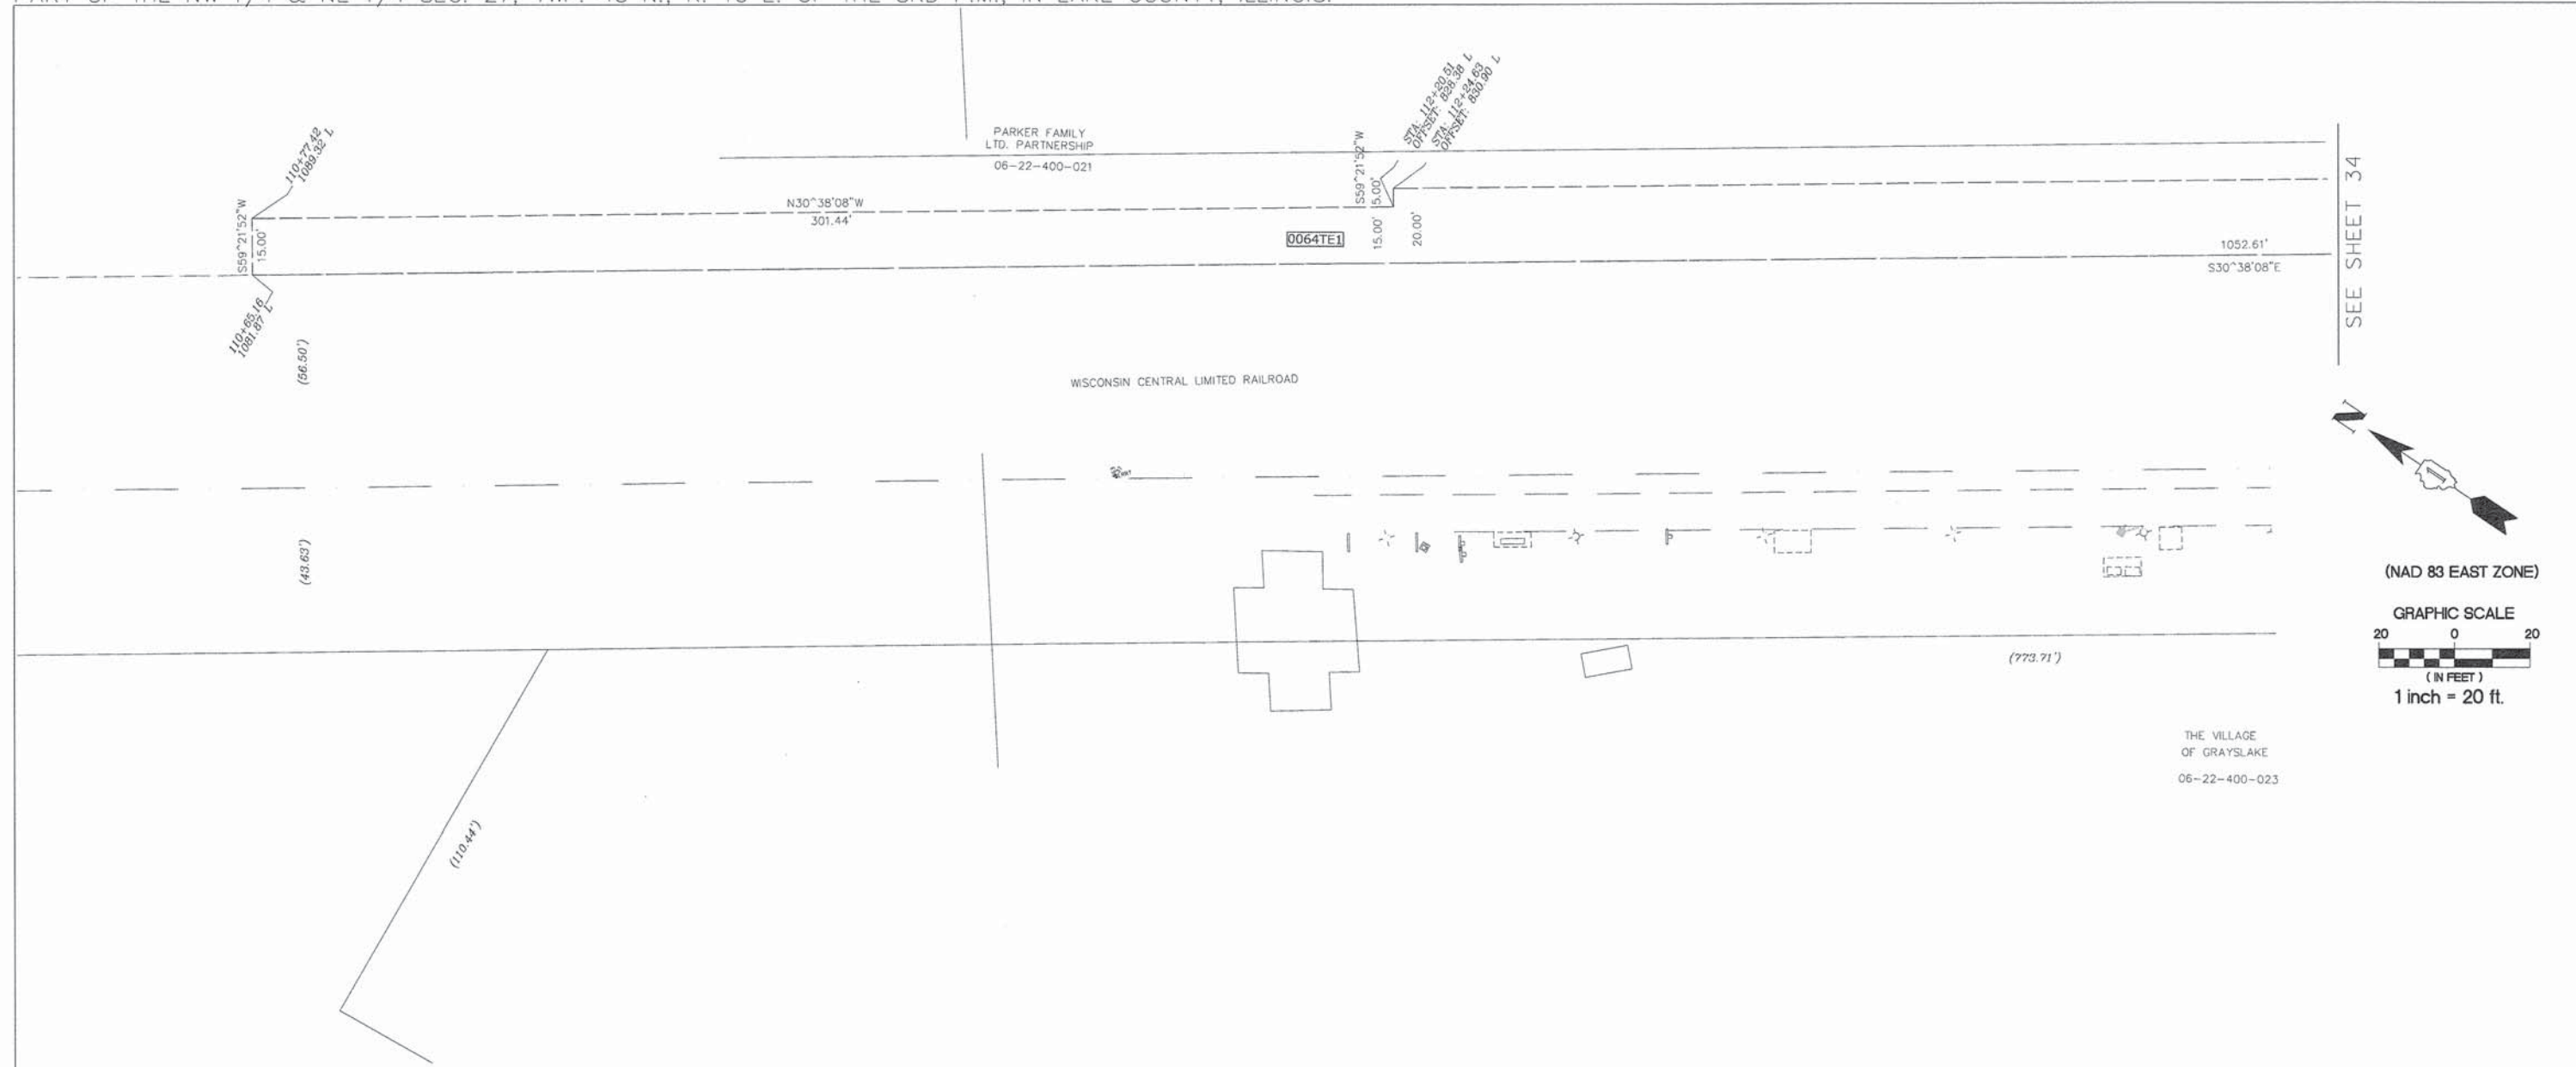 110+77.42
1089.32 L
S59^21'52"W
15.00'
110+65.16
1081.87 L
(56.50')
(43.63')
(110.44')
PARKER FAMILY
LTD. PARTNERSHIP
06-22-400-021
N30^38'08"W
301.44'
0064TE1
STA: 112+20.51
OFFSET: 828.38 L
STA: 112+24.63
OFFSET: 830.90 L
S59^21'52"W
5.00'
15.00'
20.00'
1052.61'
S30^38'08"E
SEE SHEET 34
WISCONSIN CENTRAL LIMITED RAILROAD
(773.71')
N
(NAD 83 EAST ZONE)
GRAPHIC SCALE
20 0 20
( IN FEET )
1 inch = 20 ft.
THE VILLAGE
OF GRAYSLAKE
06-22-400-023